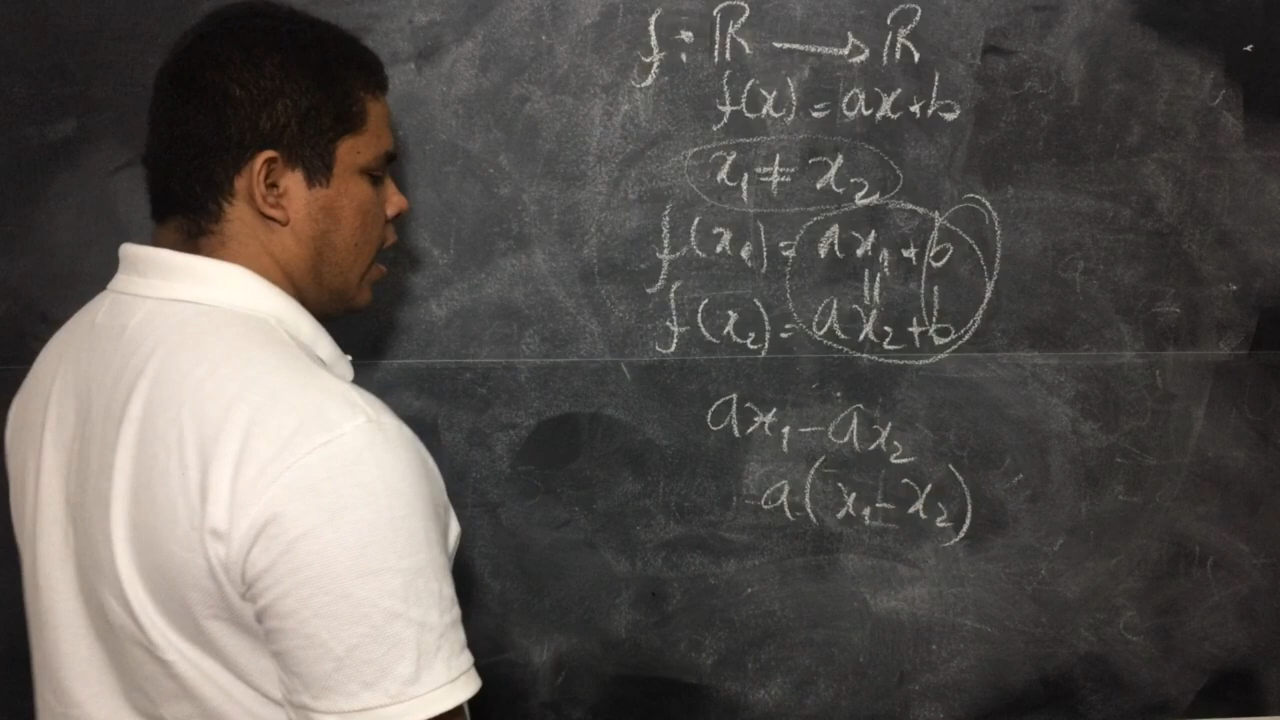 f: ℝ → ℝ
f(x) = ax+b
x₁ ≠ x₂
f(x₁) = ax₁+b
||
f(x₂) = ax₂+b
ax₁-ax₂
a.(x₁-x₂)